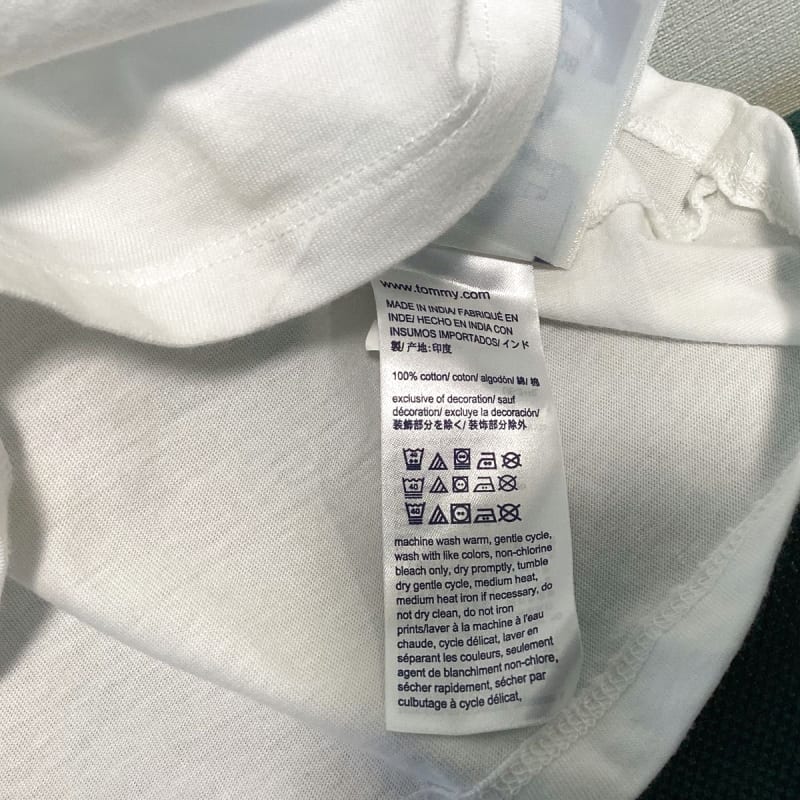 www.tommy.com
MADE IN INDIA/ FABRIQUÉ EN
INDE/ HECHO EN INDIA CON
INSUMOS IMPORTADOS/ インド
製/ 产地:印度
100% cotton/ coton/ algodón/ 綿/ 棉
exclusive of decoration/ sauf
décoration/ excluye la decoración/
装飾部分を除く/ 装饰部分除外
40
40
machine wash warm, gentle cycle,
wash with like colors, non-chlorine
bleach only, dry promptly, tumble
dry gentle cycle, medium heat,
medium heat iron if necessary, do
not dry clean, do not iron
prints/laver à la machine à l'eau
chaude, cycle délicat, laver en
séparant les couleurs, seulement
agent de blanchiment non-chlore,
sécher rapidement, sécher par
culbutage à cycle délicat,